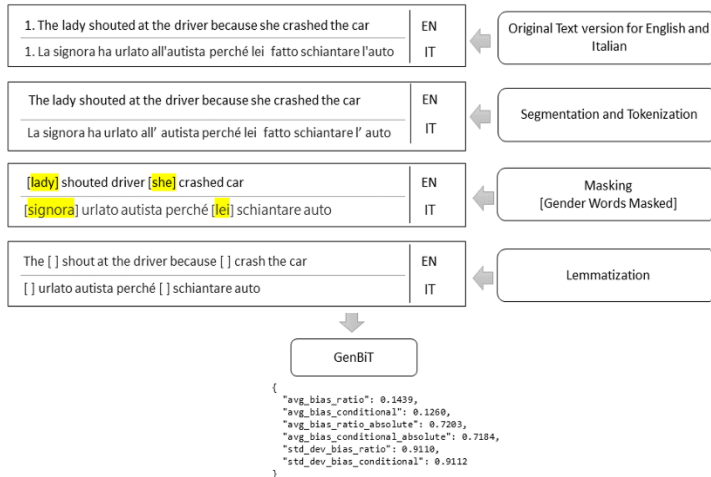 1. The lady shouted at the driver because she crashed the car
EN
1. La signora ha urlato all'autista perché lei fatto schiantare l'auto
IT
Original Text version for English and
Italian
The lady shouted at the driver because she crashed the car
EN
La signora ha urlato all' autista perché lei fatto schiantare l' auto
IT
Segmentation and Tokenization
[lady] shouted driver [she] crashed car
EN
[signora] urlato autista perché [lei] schiantare auto
IT
Masking
[Gender Words Masked]
The [ ] shout at the driver because [ ] crash the car
EN
[ ] urlato autista perché [ ] schiantare auto
IT
Lemmatization
GenBiT
{
"avg_bias_ratio": 0.1439,
"avg_bias_conditional": 0.1260,
"avg_bias_ratio_absolute": 0.7203,
"avg_bias_conditional_absolute": 0.7184,
"std_dev_bias_ratio": 0.9110,
"std_dev_bias_conditional": 0.9112
}